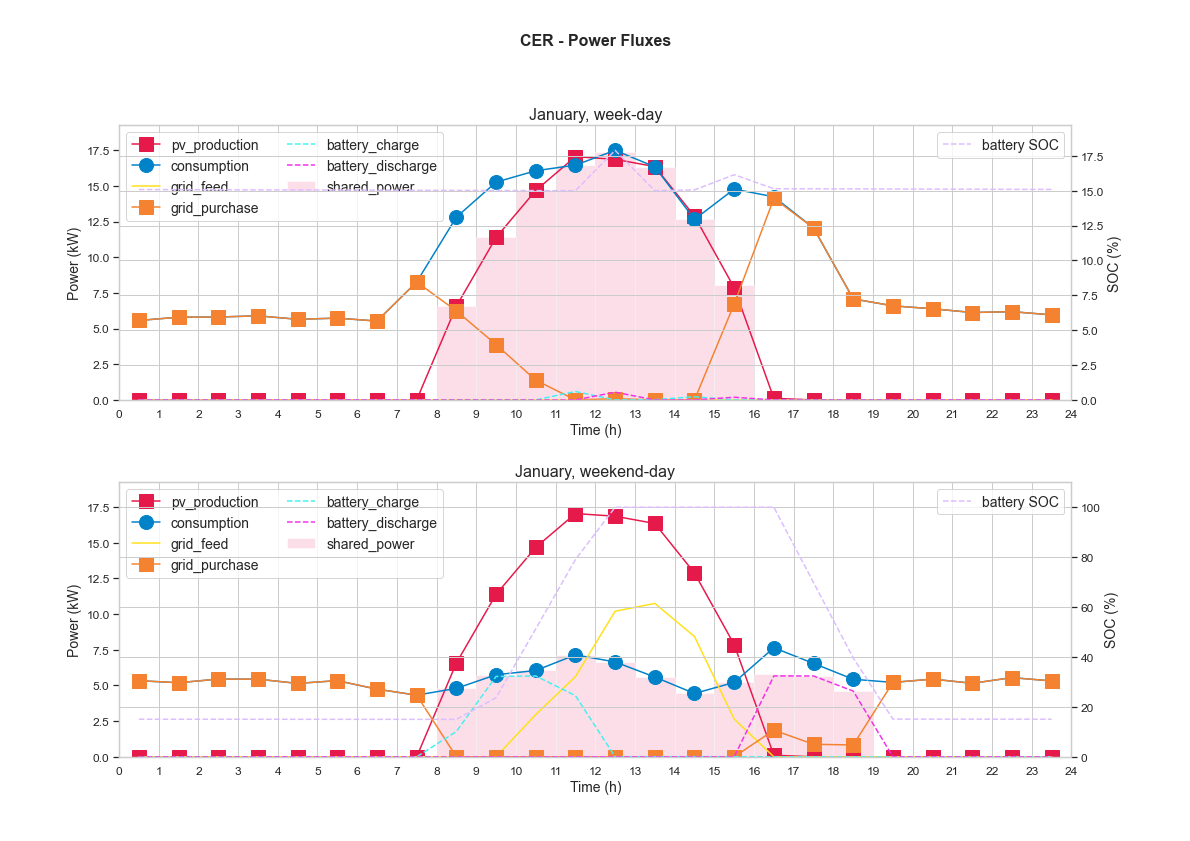 CER - Power Fluxes
January, week-day
pv_production
consumption
grid_feed
grid_purchase
battery_charge
battery_discharge
shared_power
battery SOC
Power (kW)
17.5
15.0
12.5
10.0
7.5
5.0
2.5
0.0
SOC (%)
17.5
15.0
12.5
10.0
7.5
5.0
2.5
0.0
0 1 2 3 4 5 6 7 8 9 10 11 12 13 14 15 16 17 18 19 20 21 22 23 24
Time (h)
January, weekend-day
pv_production
consumption
grid_feed
grid_purchase
battery_charge
battery_discharge
shared_power
battery SOC
Power (kW)
17.5
15.0
12.5
10.0
7.5
5.0
2.5
0.0
SOC (%)
100
80
60
40
20
0
0 1 2 3 4 5 6 7 8 9 10 11 12 13 14 15 16 17 18 19 20 21 22 23 24
Time (h)